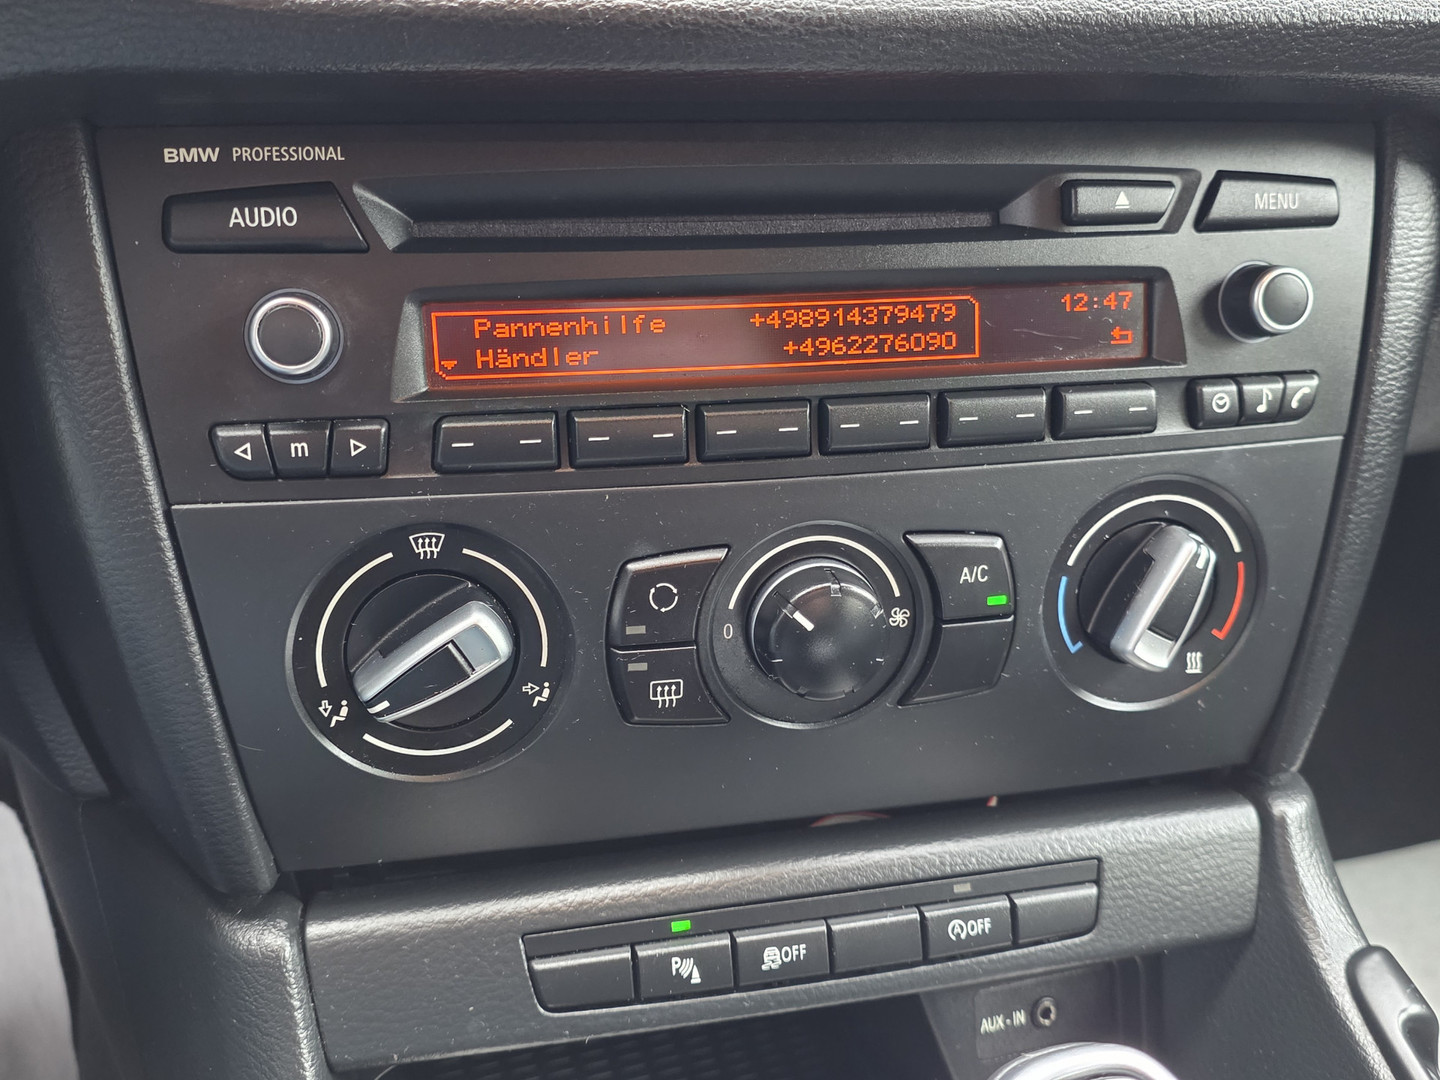 BMW PROFESSIONAL
AUDIO
MENU
Pannenhilfe +498914379479 12:47
Händler +4962276090
m
A/C
0
P
OFF
A OFF
AUX-IN